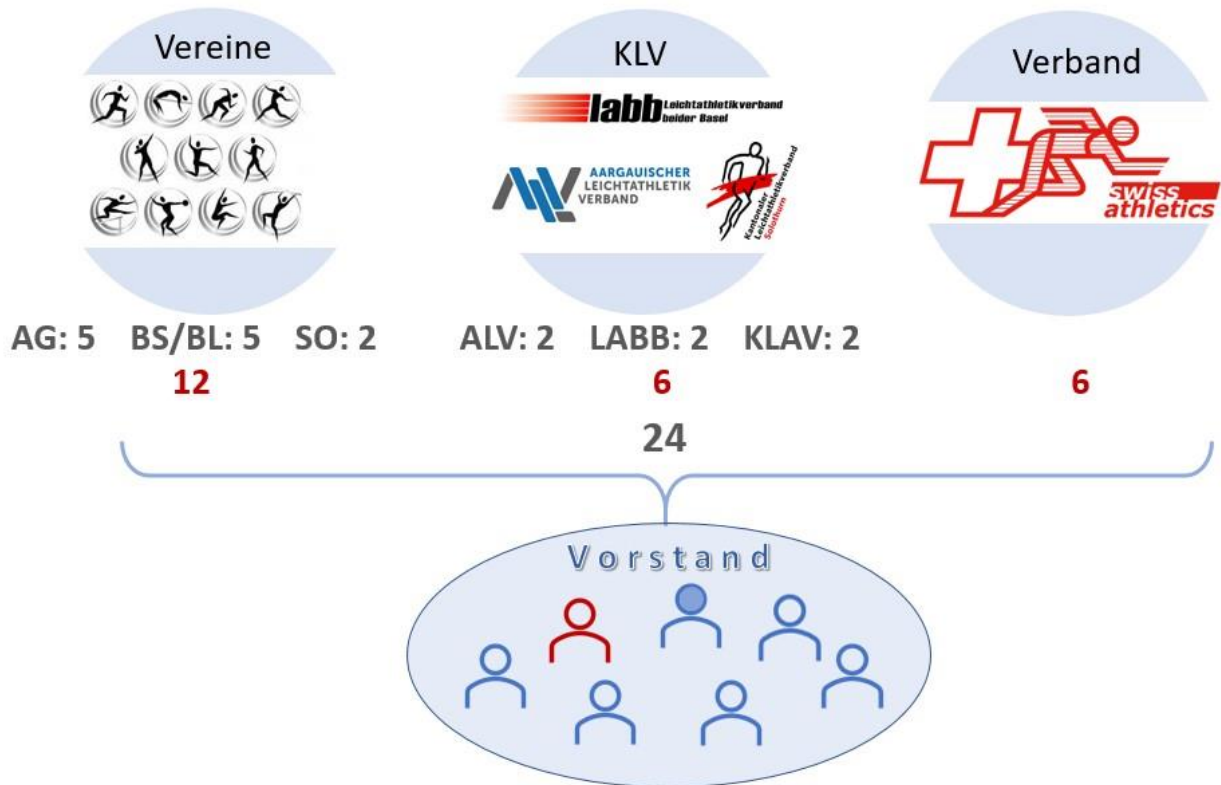 Vereine
KLV
Verband
labb Leichtathletikverband
beider Basel
AARGAUISCHER
LEICHTATHLETIK
VERBAND
Kantonaler
Leichtathletikverband
Solothurn
swiss
athletics
AG: 5 BS/BL: 5 SO: 2
ALV: 2 LABB: 2 KLAV: 2
12
6
6
24
Vorstand